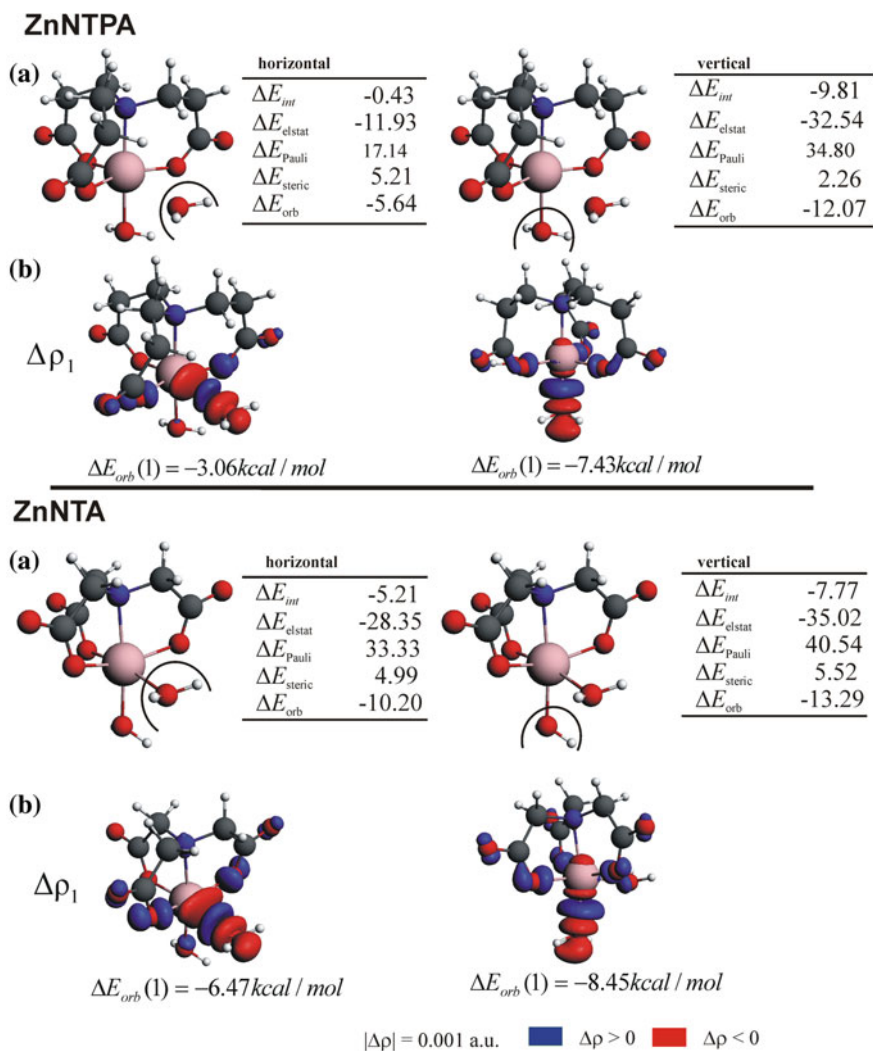 ZnNTPA
(a)
horizontal
ΔE_int -0.43
ΔE_elstat -11.93
ΔE_Pauli 17.14
ΔE_steric 5.21
ΔE_orb -5.64
vertical
ΔE_int -9.81
ΔE_elstat -32.54
ΔE_Pauli 34.80
ΔE_steric 2.26
ΔE_orb -12.07
(b)
Δρ₁
ΔE_orb(1) = −3.06kcal / mol
ΔE_orb(1) = −7.43kcal / mol
ZnNTA
(a)
horizontal
ΔE_int -5.21
ΔE_elstat -28.35
ΔE_Pauli 33.33
ΔE_steric 4.99
ΔE_orb -10.20
vertical
ΔE_int -7.77
ΔE_elstat -35.02
ΔE_Pauli 40.54
ΔE_steric 5.52
ΔE_orb -13.29
(b)
Δρ₁
ΔE_orb(1) = −6.47kcal / mol
ΔE_orb(1) = −8.45kcal / mol
|Δρ| = 0.001 a.u. Δρ > 0 Δρ < 0